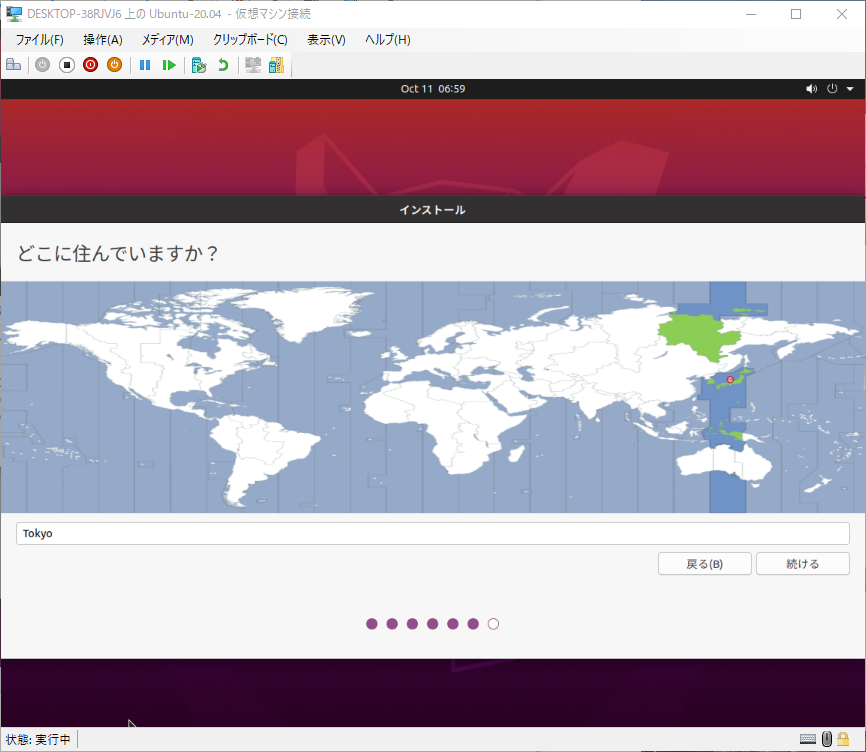 DESKTOP-38RJVJ6 上の Ubuntu-20.04 - 仮想マシン接続
ファイル(F) 操作(A) メディア(M) クリップボード(C) 表示(V) ヘルプ(H)
Oct 11 06:59
インストール
どこに住んでいますか？
Tokyo
戻る(B) 続ける
状態: 実行中